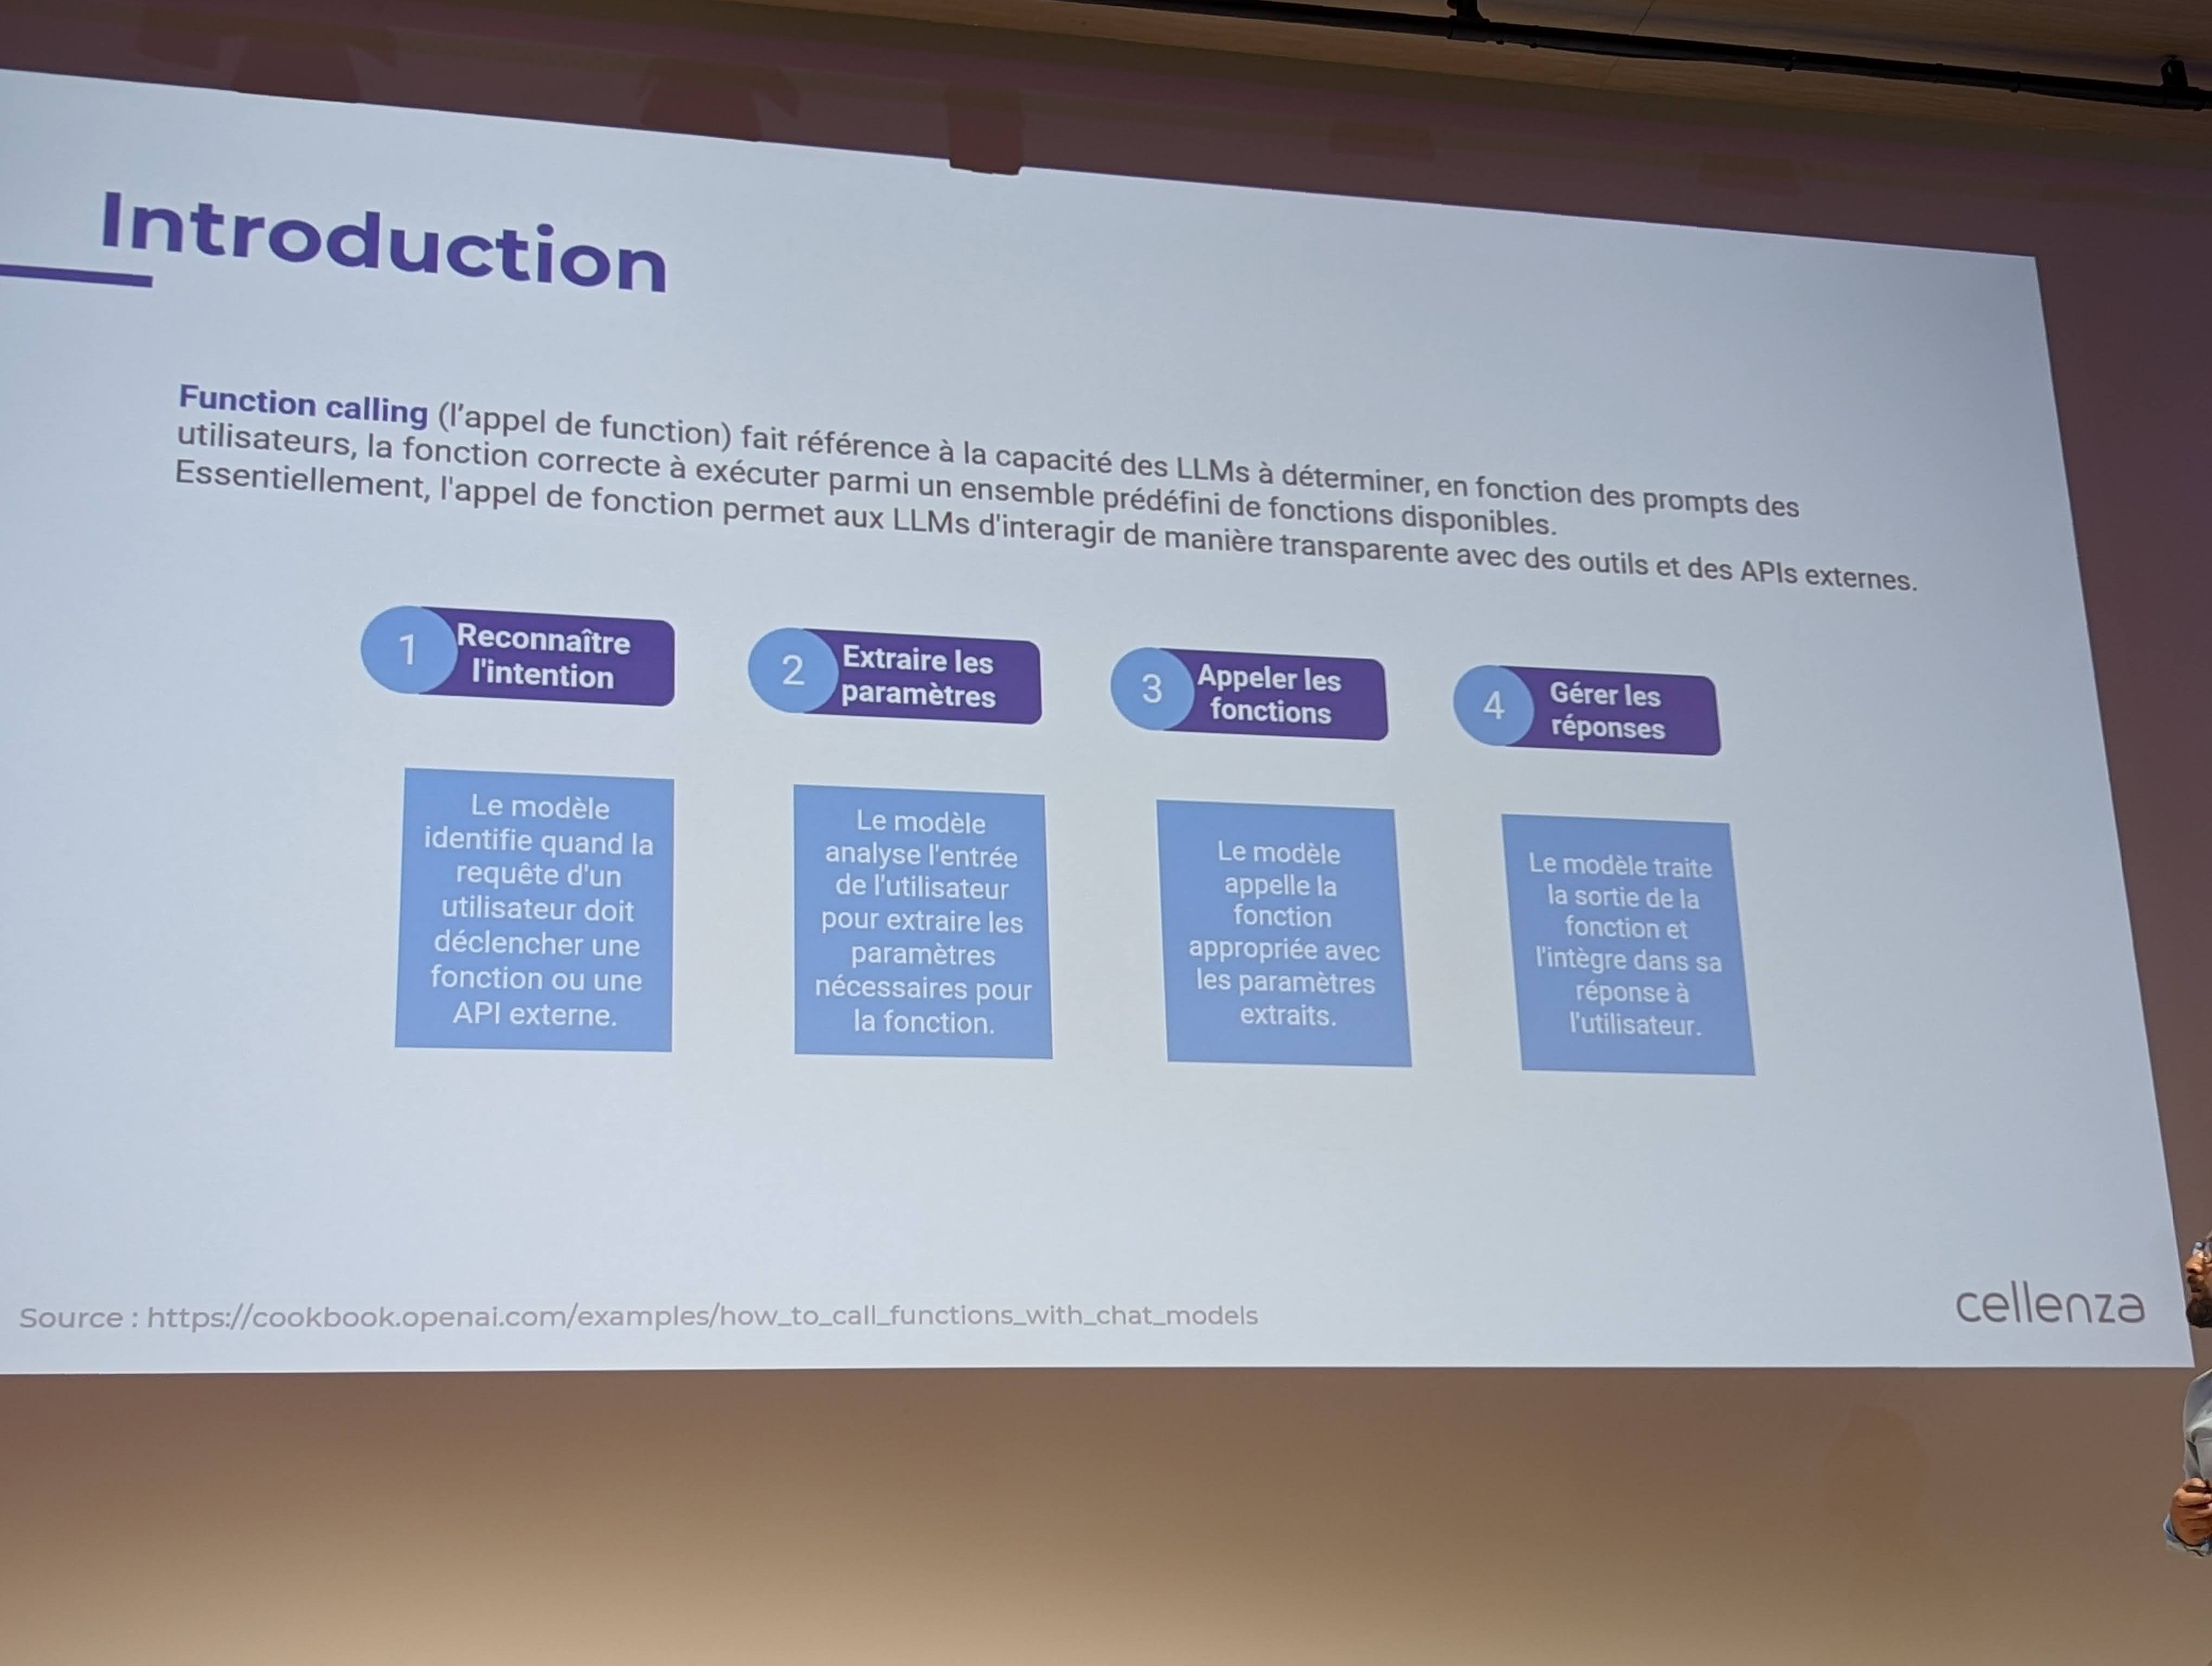 Introduction
Function calling (l'appel de function) fait référence à la capacité des LLMs à déterminer, en fonction des prompts des
utilisateurs, la fonction correcte à exécuter parmi un ensemble prédéfini de fonctions disponibles.
Essentiellement, l'appel de fonction permet aux LLMs d'interagir de manière transparente avec des outils et des APIs externes.
1
Reconnaître
l'intention
Le modèle
identifie quand la
requête d'un
utilisateur doit
déclencher une
fonction ou une
API externe.
2
Extraire les
paramètres
Le modèle
analyse l'entrée
de l'utilisateur
pour extraire les
paramètres
nécessaires pour
la fonction.
3
Appeler les
fonctions
Le modèle
appelle la
fonction
appropriée avec
les paramètres
extraits.
4
Gérer les
réponses
Le modèle traite
la sortie de la
fonction et
l'intègre dans sa
réponse à
l'utilisateur.
Source : https://cookbook.openai.com/examples/how_to_call_functions_with_chat_models
cellenza